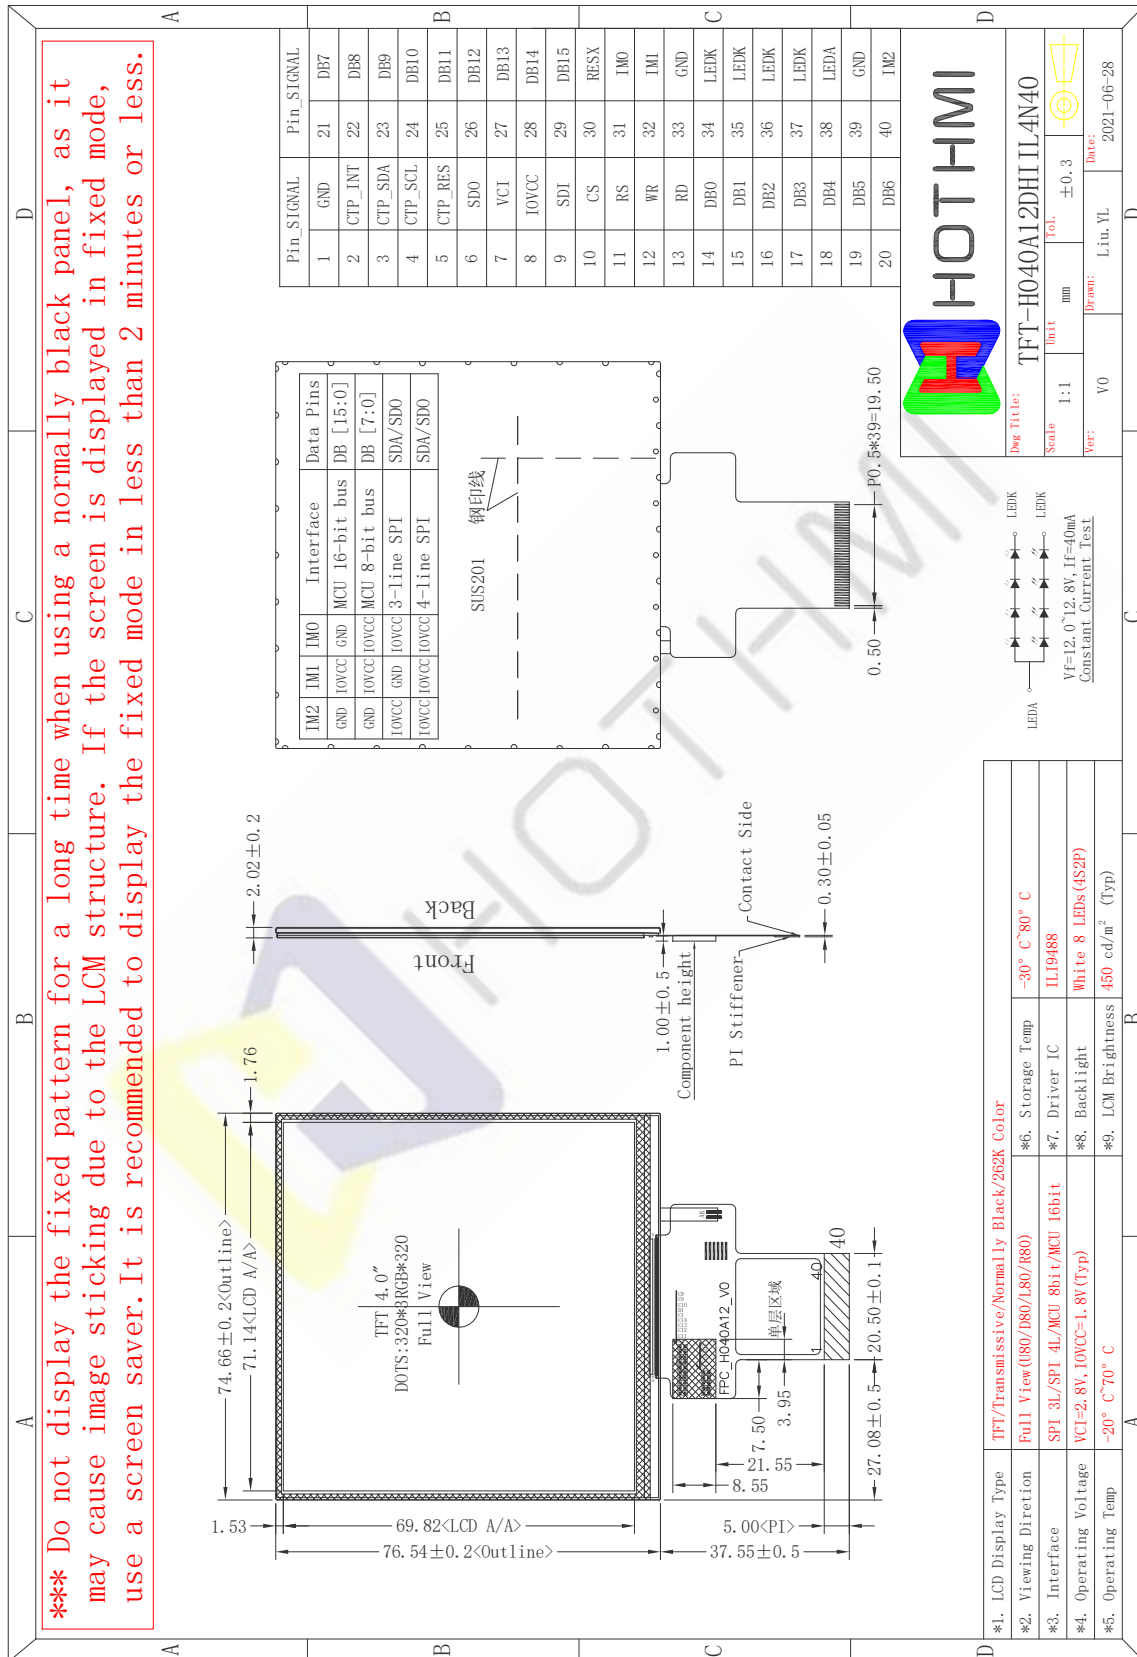 *** Do not display the fixed pattern for a long time when using a normally black panel, as it
may cause image sticking due to the LCM structure. If the screen is displayed in fixed mode,
use a screen saver.It is recommended to display the fixed mode in less than 2 minutes or less.
A B C D
A B C D
A B C D
A B C D
74.66±0.2<Outline>
71.14<LCD A/A>
1.76
1.53
69.82<LCD A/A>
76.54±0.2<Outline>
TFT 4.0"
DOTS:320*3RGB*320
Full View
FPC_H040A12_V0
单层区域
1 40
40
7.50
3.95
21.55
8.55
5.00<PI>
37.55±0.5
20.50±0.1
27.08±0.5
2.02±0.2
Front
Back
1.00±0.5
Component height
PI Stiffener
Contact Side
0.30±0.05
IM2 IM1 IM0 Interface Data Pins
GND IOVCC GND MCU 16-bit bus DB [15:0]
GND IOVCC IOVCC MCU 8-bit bus DB [7:0]
IOVCC GND IOVCC 3-line SPI SDA/SDO
IOVCC IOVCC IOVCC 4-line SPI SDA/SDO
SUS201
钢印线
0.50
P0.5*39=19.50
Pin_SIGNAL Pin_SIGNAL
1 GND 21 DB7
2 CTP_INT 22 DB8
3 CTP_SDA 23 DB9
4 CTP_SCL 24 DB10
5 CTP_RES 25 DB11
6 SDO 26 DB12
7 VCI 27 DB13
8 IOVCC 28 DB14
9 SDI 29 DB15
10 CS 30 RESX
11 RS 31 IM0
12 WR 32 IM1
13 RD 33 GND
14 DB0 34 LEDK
15 DB1 35 LEDK
16 DB2 36 LEDK
17 DB3 37 LEDK
18 DB4 38 LEDA
19 DB5 39 GND
20 DB6 40 IM2
LEDA
LEDK
LEDK
Vf=12.0~12.8V, If=40mA
Constant Current Test
*1. LCD Display Type TFT/Transmissive/Normally Black/262K Color
*2. Viewing Diretion Full View(U80/D80/L80/R80) *6. Storage Temp -30° C~80° C
*3. Interface SPI 3L/SPI 4L/MCU 8bit/MCU 16bit *7. Driver IC ILI9488
*4. Operating Voltage VCI=2.8V, IOVCC=1.8V(Typ) *8. Backlight White 8 LEDs(4S2P)
*5. Operating Temp -20° C~70° C *9. LCM Brightness 450 cd/m² (Typ)
HOTHMI
Dwg Title: TFT-H040A12DHIIL4N40
Scale 1:1 Unit mm Tol. ±0.3
Ver: V0 Drawn: Liu.YL Date: 2021-06-28
HOTHMI